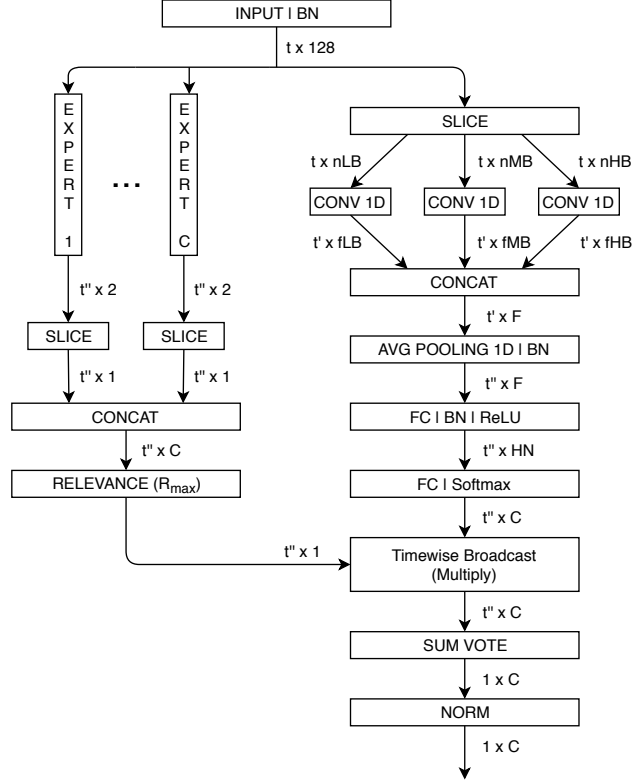 INPUT | BN
t x 128
EXPERT 1
...
EXPERT C
SLICE
t x nLB
t x nMB
t x nHB
CONV 1D
CONV 1D
CONV 1D
t' x fLB
t' x fMB
t' x fHB
t'' x 2
t'' x 2
CONCAT
t' x F
SLICE
SLICE
AVG POOLING 1D | BN
t'' x 1
t'' x 1
t'' x F
CONCAT
FC | BN | ReLU
t'' x C
t'' x HN
RELEVANCE (Rmax)
FC | Softmax
t'' x C
t'' x 1
Timewise Broadcast
(Multiply)
t'' x C
SUM VOTE
1 x C
NORM
1 x C